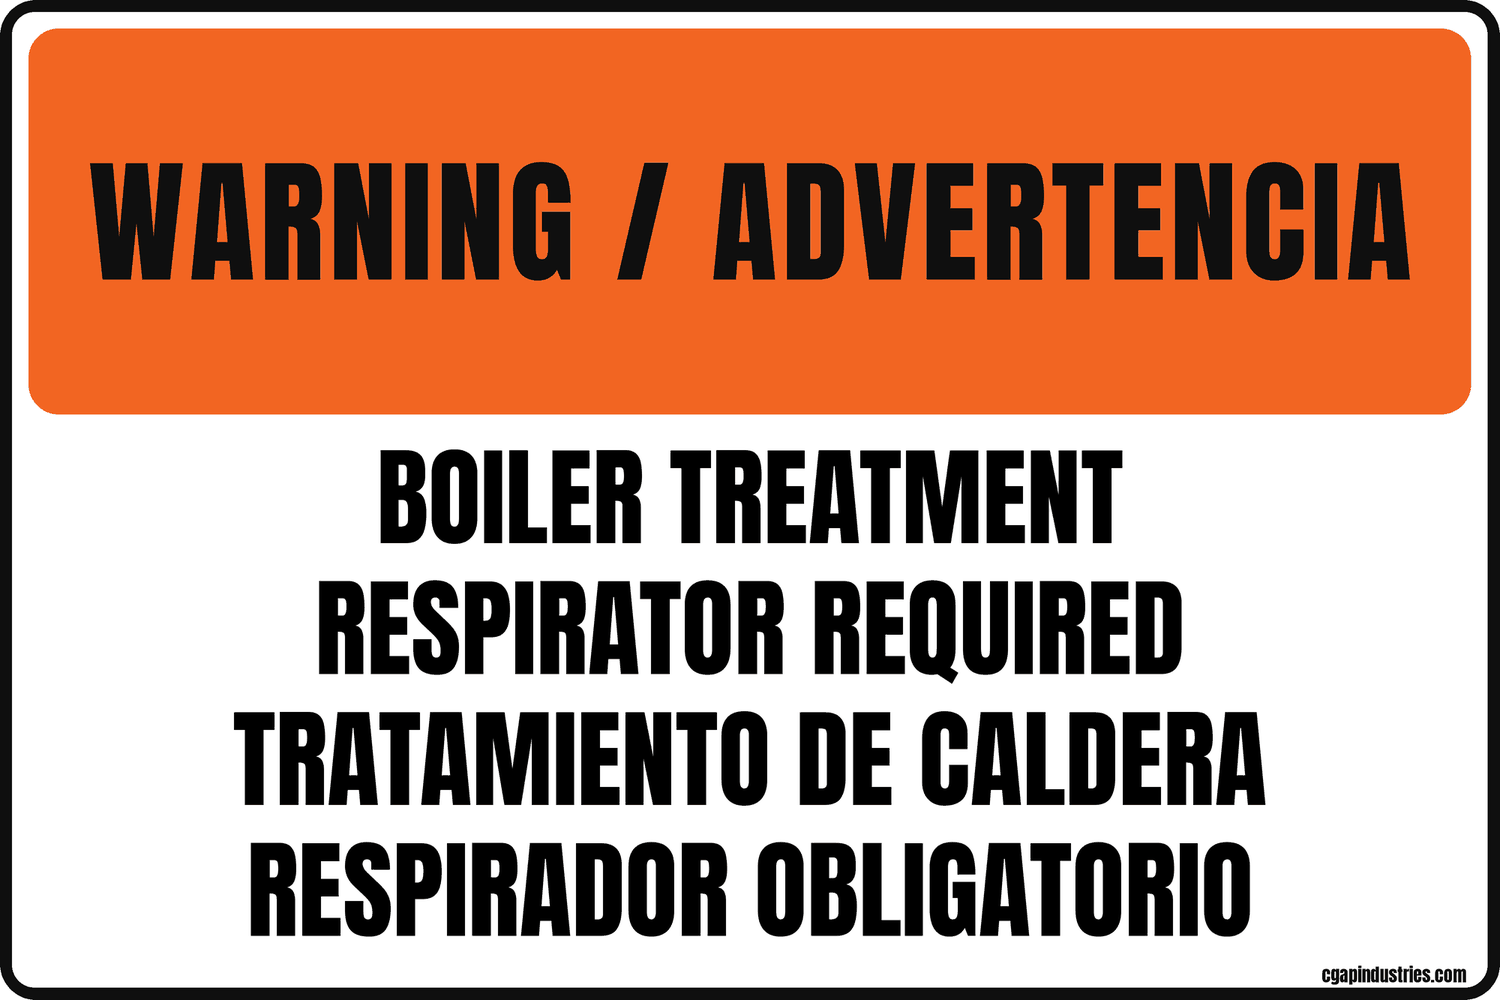 WARNING / ADVERTENCIA
BOILER TREATMENT
RESPIRATOR REQUIRED
TRATAMIENTO DE CALDERA
RESPIRADOR OBLIGATORIO
cgapindustries.com